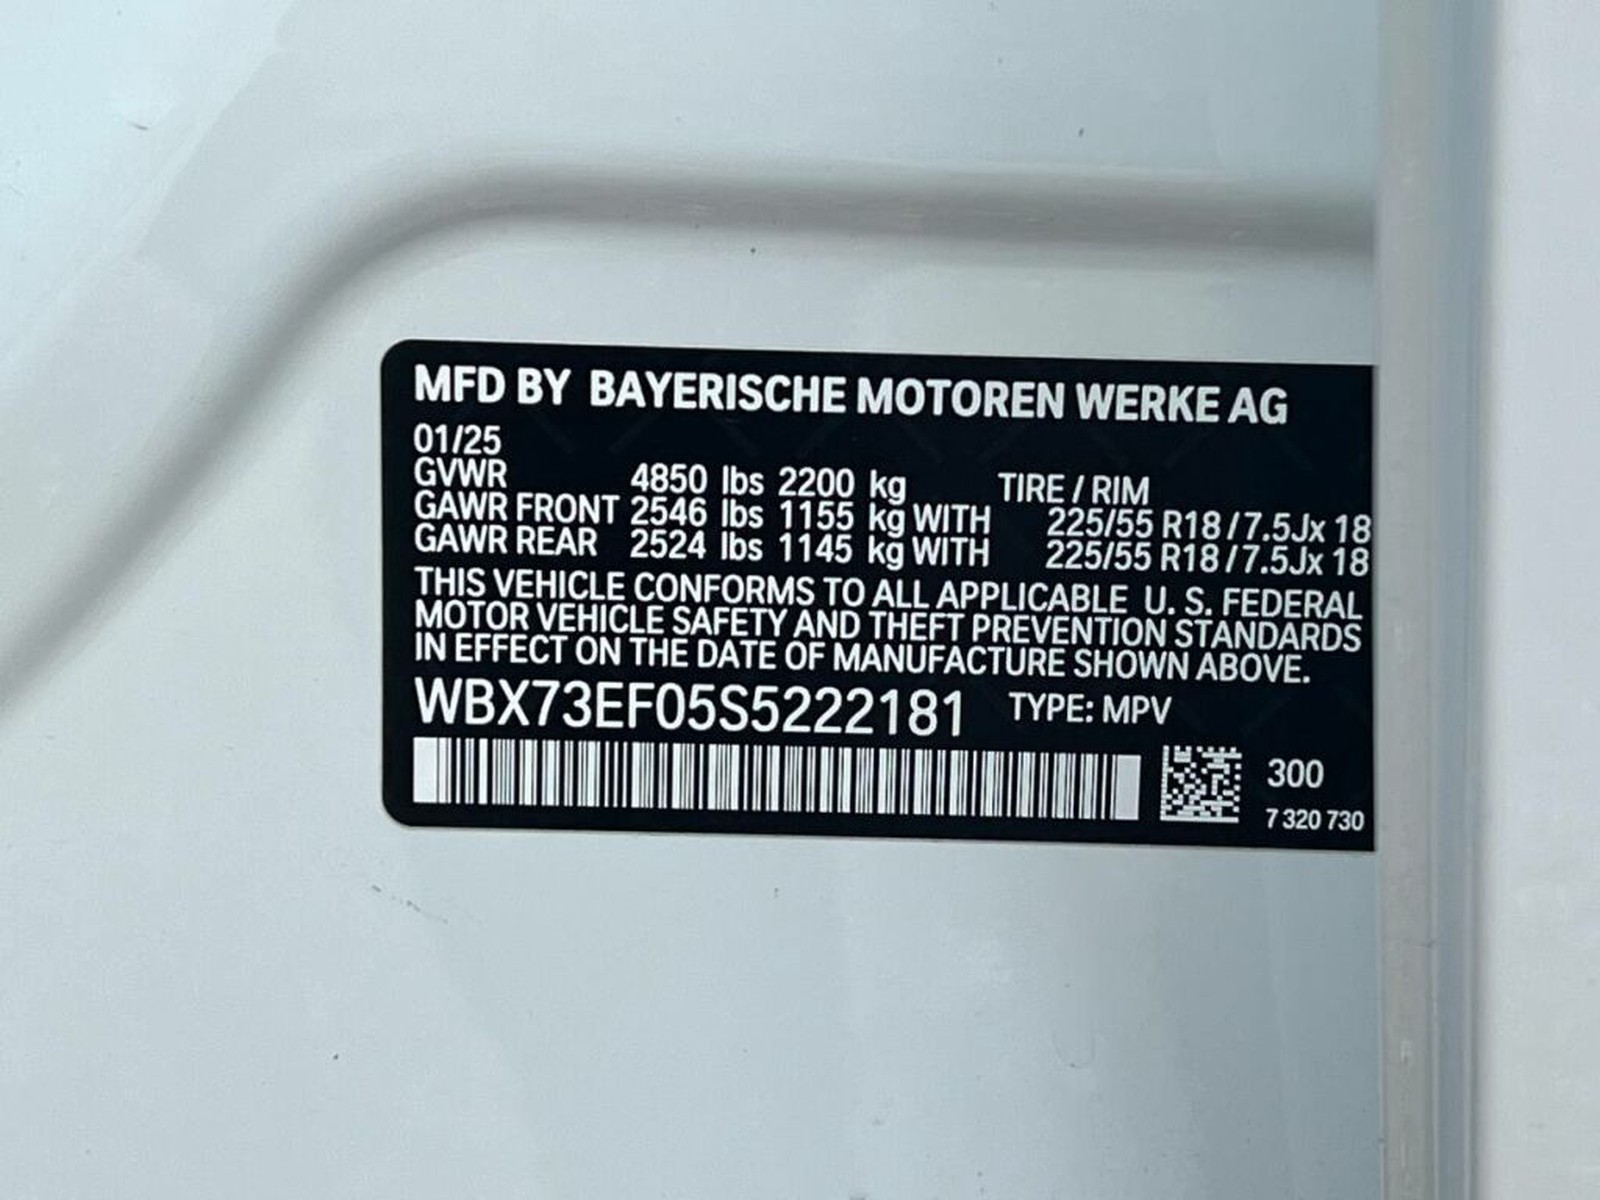 MFD BY BAYERISCHE MOTOREN WERKE AG
01/25
GVWR 4850 lbs 2200 kg TIRE / RIM
GAWR FRONT 2546 lbs 1155 kg WITH 225/55 R18 / 7.5Jx 18
GAWR REAR 2524 lbs 1145 kg WITH 225/55 R18 / 7.5Jx 18
THIS VEHICLE CONFORMS TO ALL APPLICABLE U. S. FEDERAL
MOTOR VEHICLE SAFETY AND THEFT PREVENTION STANDARDS
IN EFFECT ON THE DATE OF MANUFACTURE SHOWN ABOVE.
WBX73EF05S5222181 TYPE: MPV
300
7 320 730